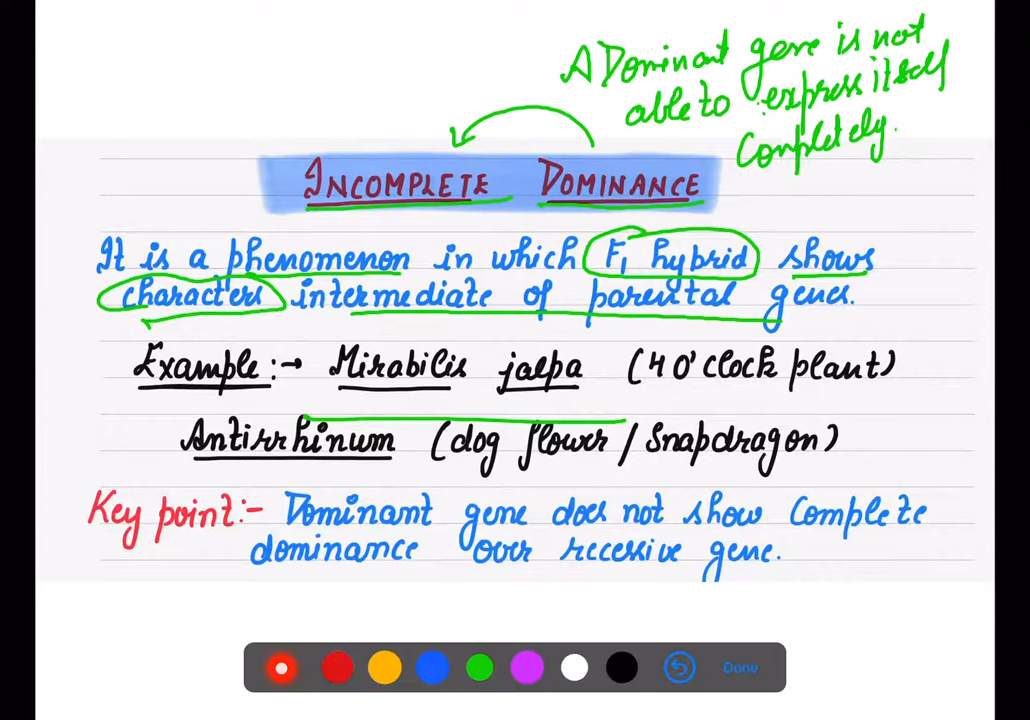 A Dominant gene is not
able to express itself
Completely.
INCOMPLETE DOMINANCE
It is a phenomenon in which F1 hybrid shows
characters intermediate of parental genes.
Example:→ Mirabilis jalpa (4 O'clock plant)
Antirrhinum (dog flower / Snapdragon)
Key point:- Dominant gene does not show Complete
dominance over recessive gene.
Done